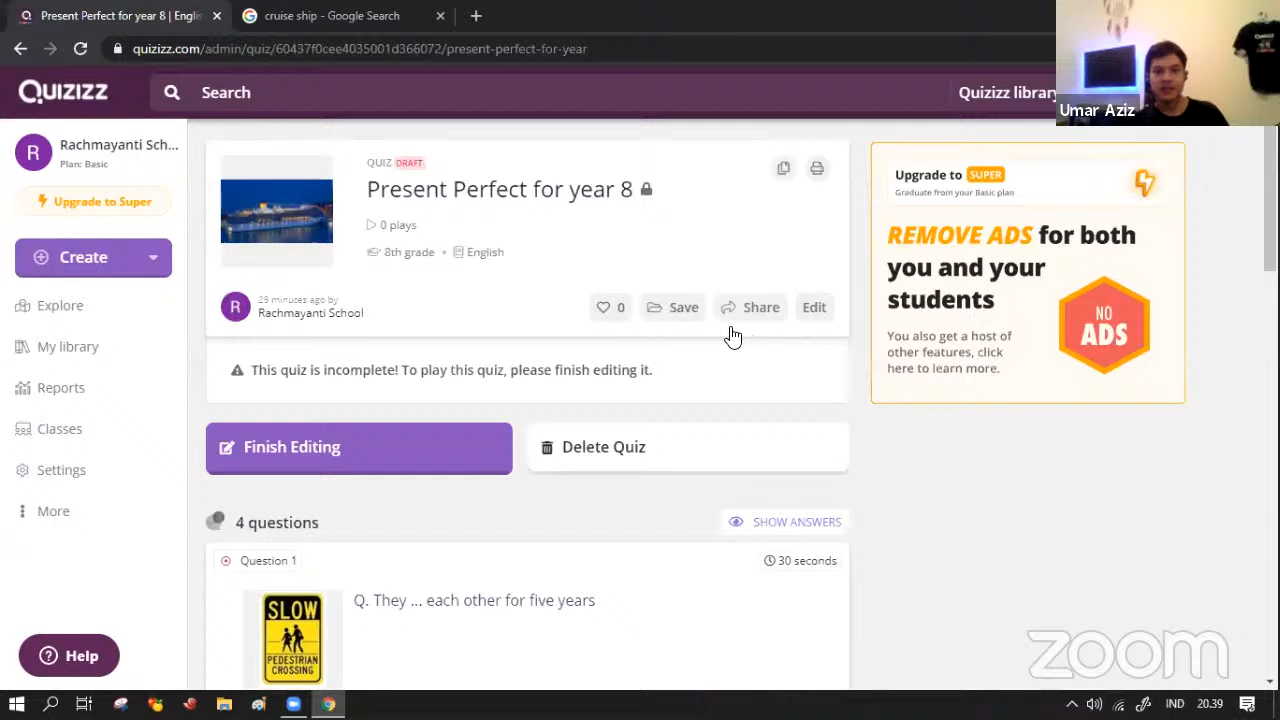 Present Perfect for year 8 | Engli
cruise ship - Google Search
quizizz.com/admin/quiz/60437f0cee4035001d366072/present-perfect-for-year
Quizizz
Search
Quizizz library
Umar Aziz
R
Rachmayanti Sch...
Plan: Basic
Upgrade to Super
Create
Explore
My library
Reports
Classes
Settings
More
Help
QUIZ DRAFT
Present Perfect for year 8
0 plays
8th grade • English
R
29 minutes ago by
Rachmayanti School
0
Save
Share
Edit
This quiz is incomplete! To play this quiz, please finish editing it.
Finish Editing
Delete Quiz
4 questions
SHOW ANSWERS
Question 1
30 seconds
SLOW
PEDESTRIAN
CROSSING
Q. They ... each other for five years
Upgrade to SUPER
Graduate from your Basic plan
REMOVE ADS for both
you and your
students
NO
ADS
You also get a host of
other features, click
here to learn more.
zoom
IND
20.39